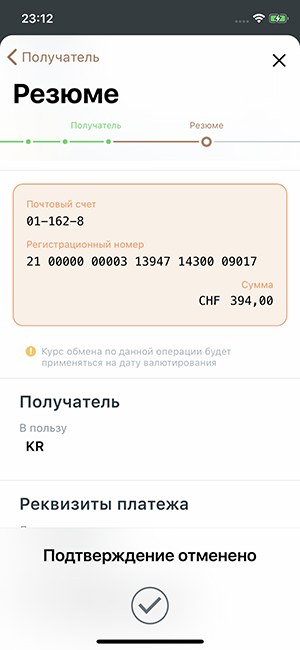 23:12
Получатель
Резюме
Получатель Резюме
Почтовый счет
01-162-8
Регистрационный номер
21 00000 00003 13947 14300 09017
Сумма
CHF 394,00
Курс обмена по данной операции будет
применяться на дату валютирования
Получатель
В пользу
KR
Реквизиты платежа
Подтверждение отменено